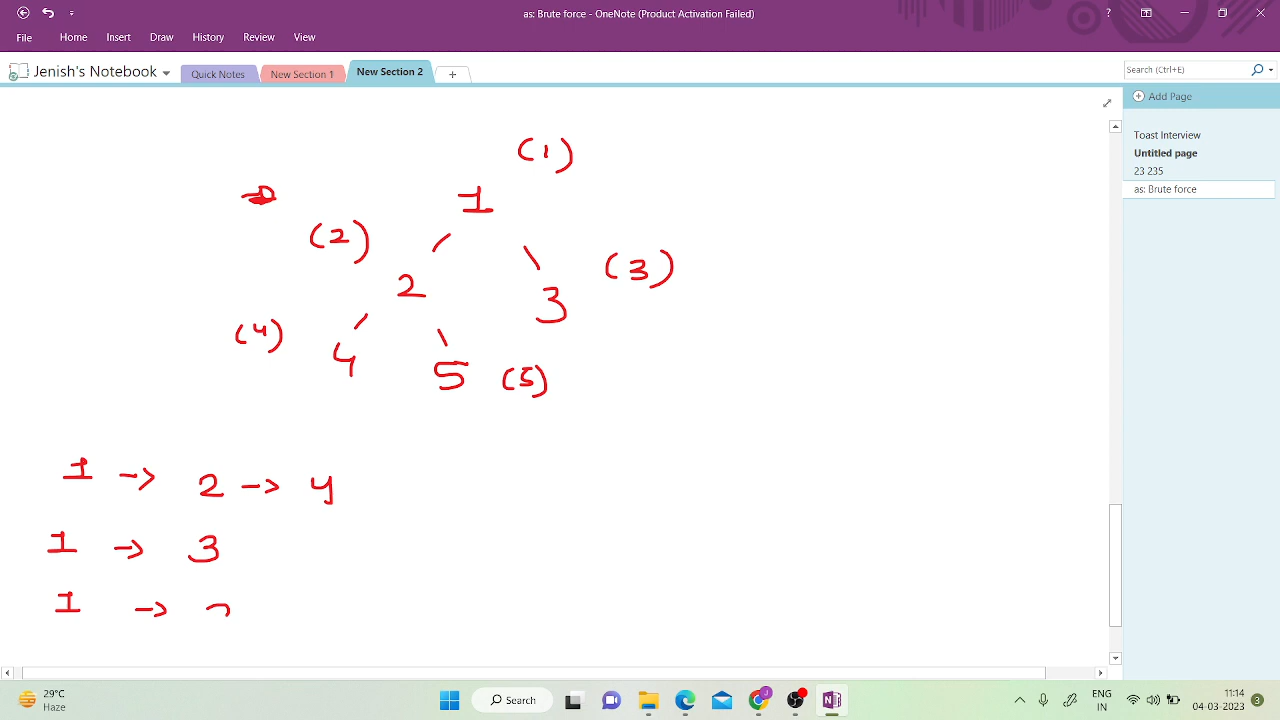 as: Brute force - OneNote (Product Activation Failed)
File Home Insert Draw History Review View
Jenish's Notebook Quick Notes New Section 1 New Section 2
Search (Ctrl+E)
Add Page
Toast Interview
Untitled page
23 235
as: Brute force
(1)
1
(2)
(3)
2
3
(4)
4
5 (5)
1 -> 2 -> 4
1 -> 3
1 ->
29°C
Haze
Search
ENG
IN
11:14
04-03-2023
3